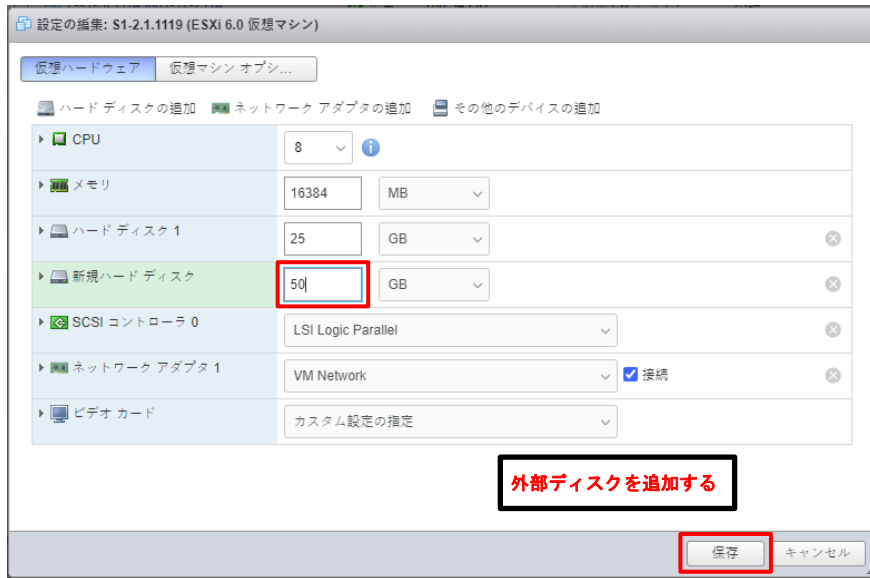 設定の編集: S1-2.1.1119 (ESXi 6.0 仮想マシン)
仮想ハードウェア 仮想マシン オプシ...
ハード ディスクの追加 ネットワーク アダプタの追加 その他のデバイスの追加
CPU 8
メモリ 16384 MB
ハード ディスク 1 25 GB
新規ハード ディスク 50 GB
SCSI コントローラ 0 LSI Logic Parallel
ネットワーク アダプタ 1 VM Network 接続
ビデオ カード カスタム設定の指定
外部ディスクを追加する
保存 キャンセル